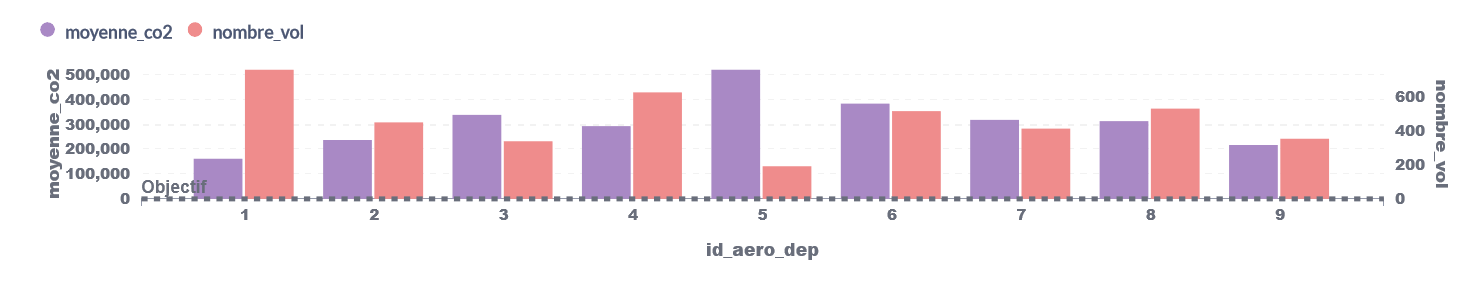 moyenne_co2 nombre_vol
moyenne_co2
500,000
400,000
300,000
200,000
100,000
0
Objectif
600
400
200
0
nombre_vol
1 2 3 4 5 6 7 8 9
id_aero_dep